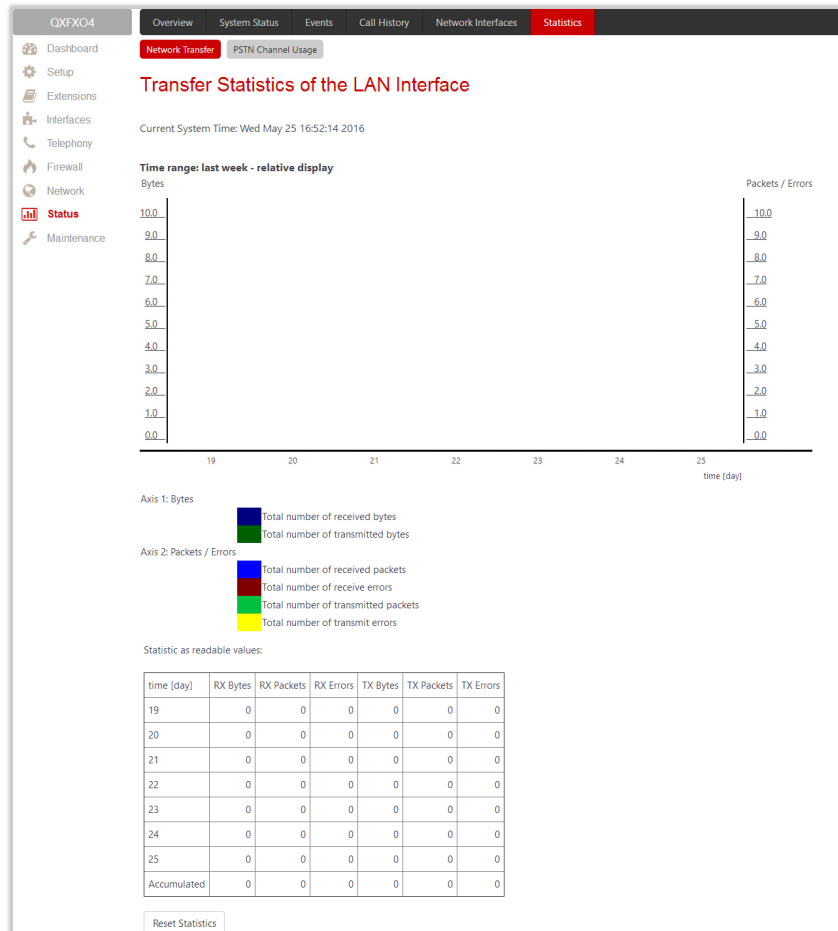 QXFXO4
Overview System Status Events Call History Network Interfaces Statistics
Dashboard
Setup
Extensions
Interfaces
Telephony
Firewall
Network
Status
Maintenance
Network Transfer PSTN Channel Usage
Transfer Statistics of the LAN Interface
Current System Time: Wed May 25 16:52:14 2016
Time range: last week - relative display
Bytes Packets / Errors
10.0 10.0
9.0 9.0
8.0 8.0
7.0 7.0
6.0 6.0
5.0 5.0
4.0 4.0
3.0 3.0
2.0 2.0
1.0 1.0
0.0 0.0
19 20 21 22 23 24 25
time [day]
Axis 1: Bytes
Total number of received bytes
Total number of transmitted bytes
Axis 2: Packets / Errors
Total number of received packets
Total number of receive errors
Total number of transmitted packets
Total number of transmit errors
Statistic as readable values:
time [day] RX Bytes RX Packets RX Errors TX Bytes TX Packets TX Errors
19 0 0 0 0 0 0
20 0 0 0 0 0 0
21 0 0 0 0 0 0
22 0 0 0 0 0 0
23 0 0 0 0 0 0
24 0 0 0 0 0 0
25 0 0 0 0 0 0
Accumulated 0 0 0 0 0 0
Reset Statistics